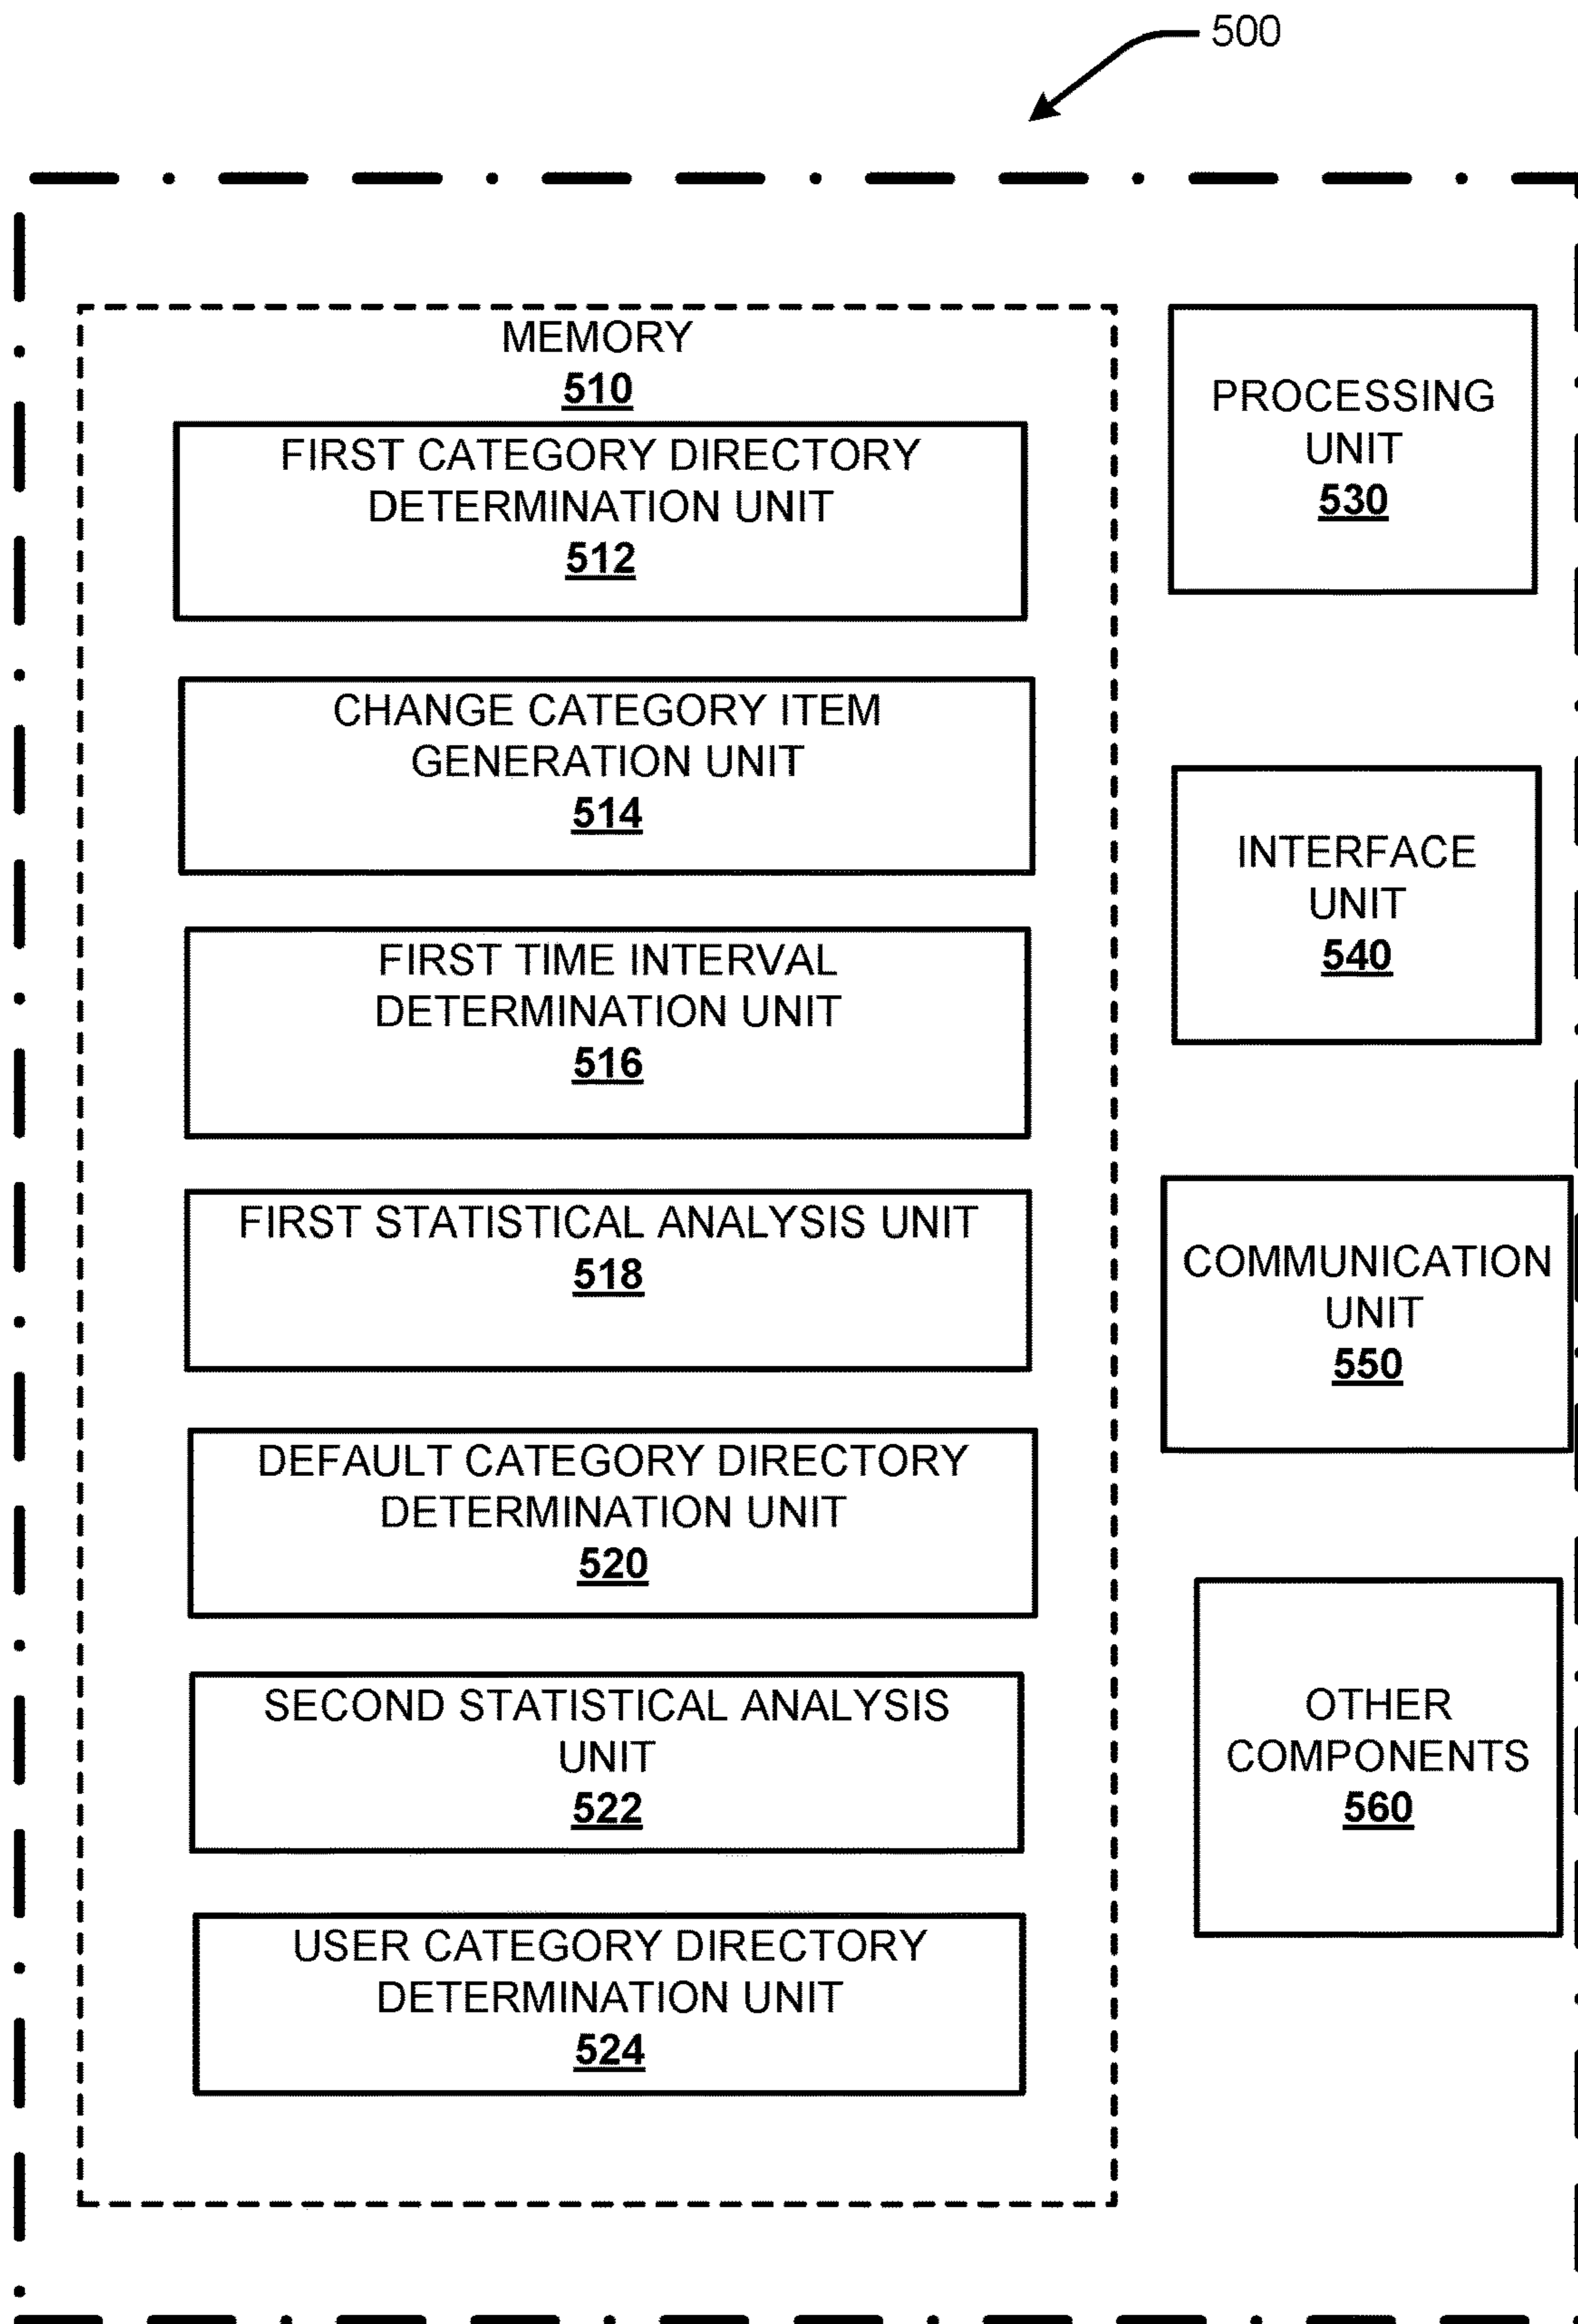 500
MEMORY
510
FIRST CATEGORY DIRECTORY
DETERMINATION UNIT
512
CHANGE CATEGORY ITEM
GENERATION UNIT
514
FIRST TIME INTERVAL
DETERMINATION UNIT
516
FIRST STATISTICAL ANALYSIS UNIT
518
DEFAULT CATEGORY DIRECTORY
DETERMINATION UNIT
520
SECOND STATISTICAL ANALYSIS
UNIT
522
USER CATEGORY DIRECTORY
DETERMINATION UNIT
524
PROCESSING
UNIT
530
INTERFACE
UNIT
540
COMMUNICATION
UNIT
550
OTHER
COMPONENTS
560